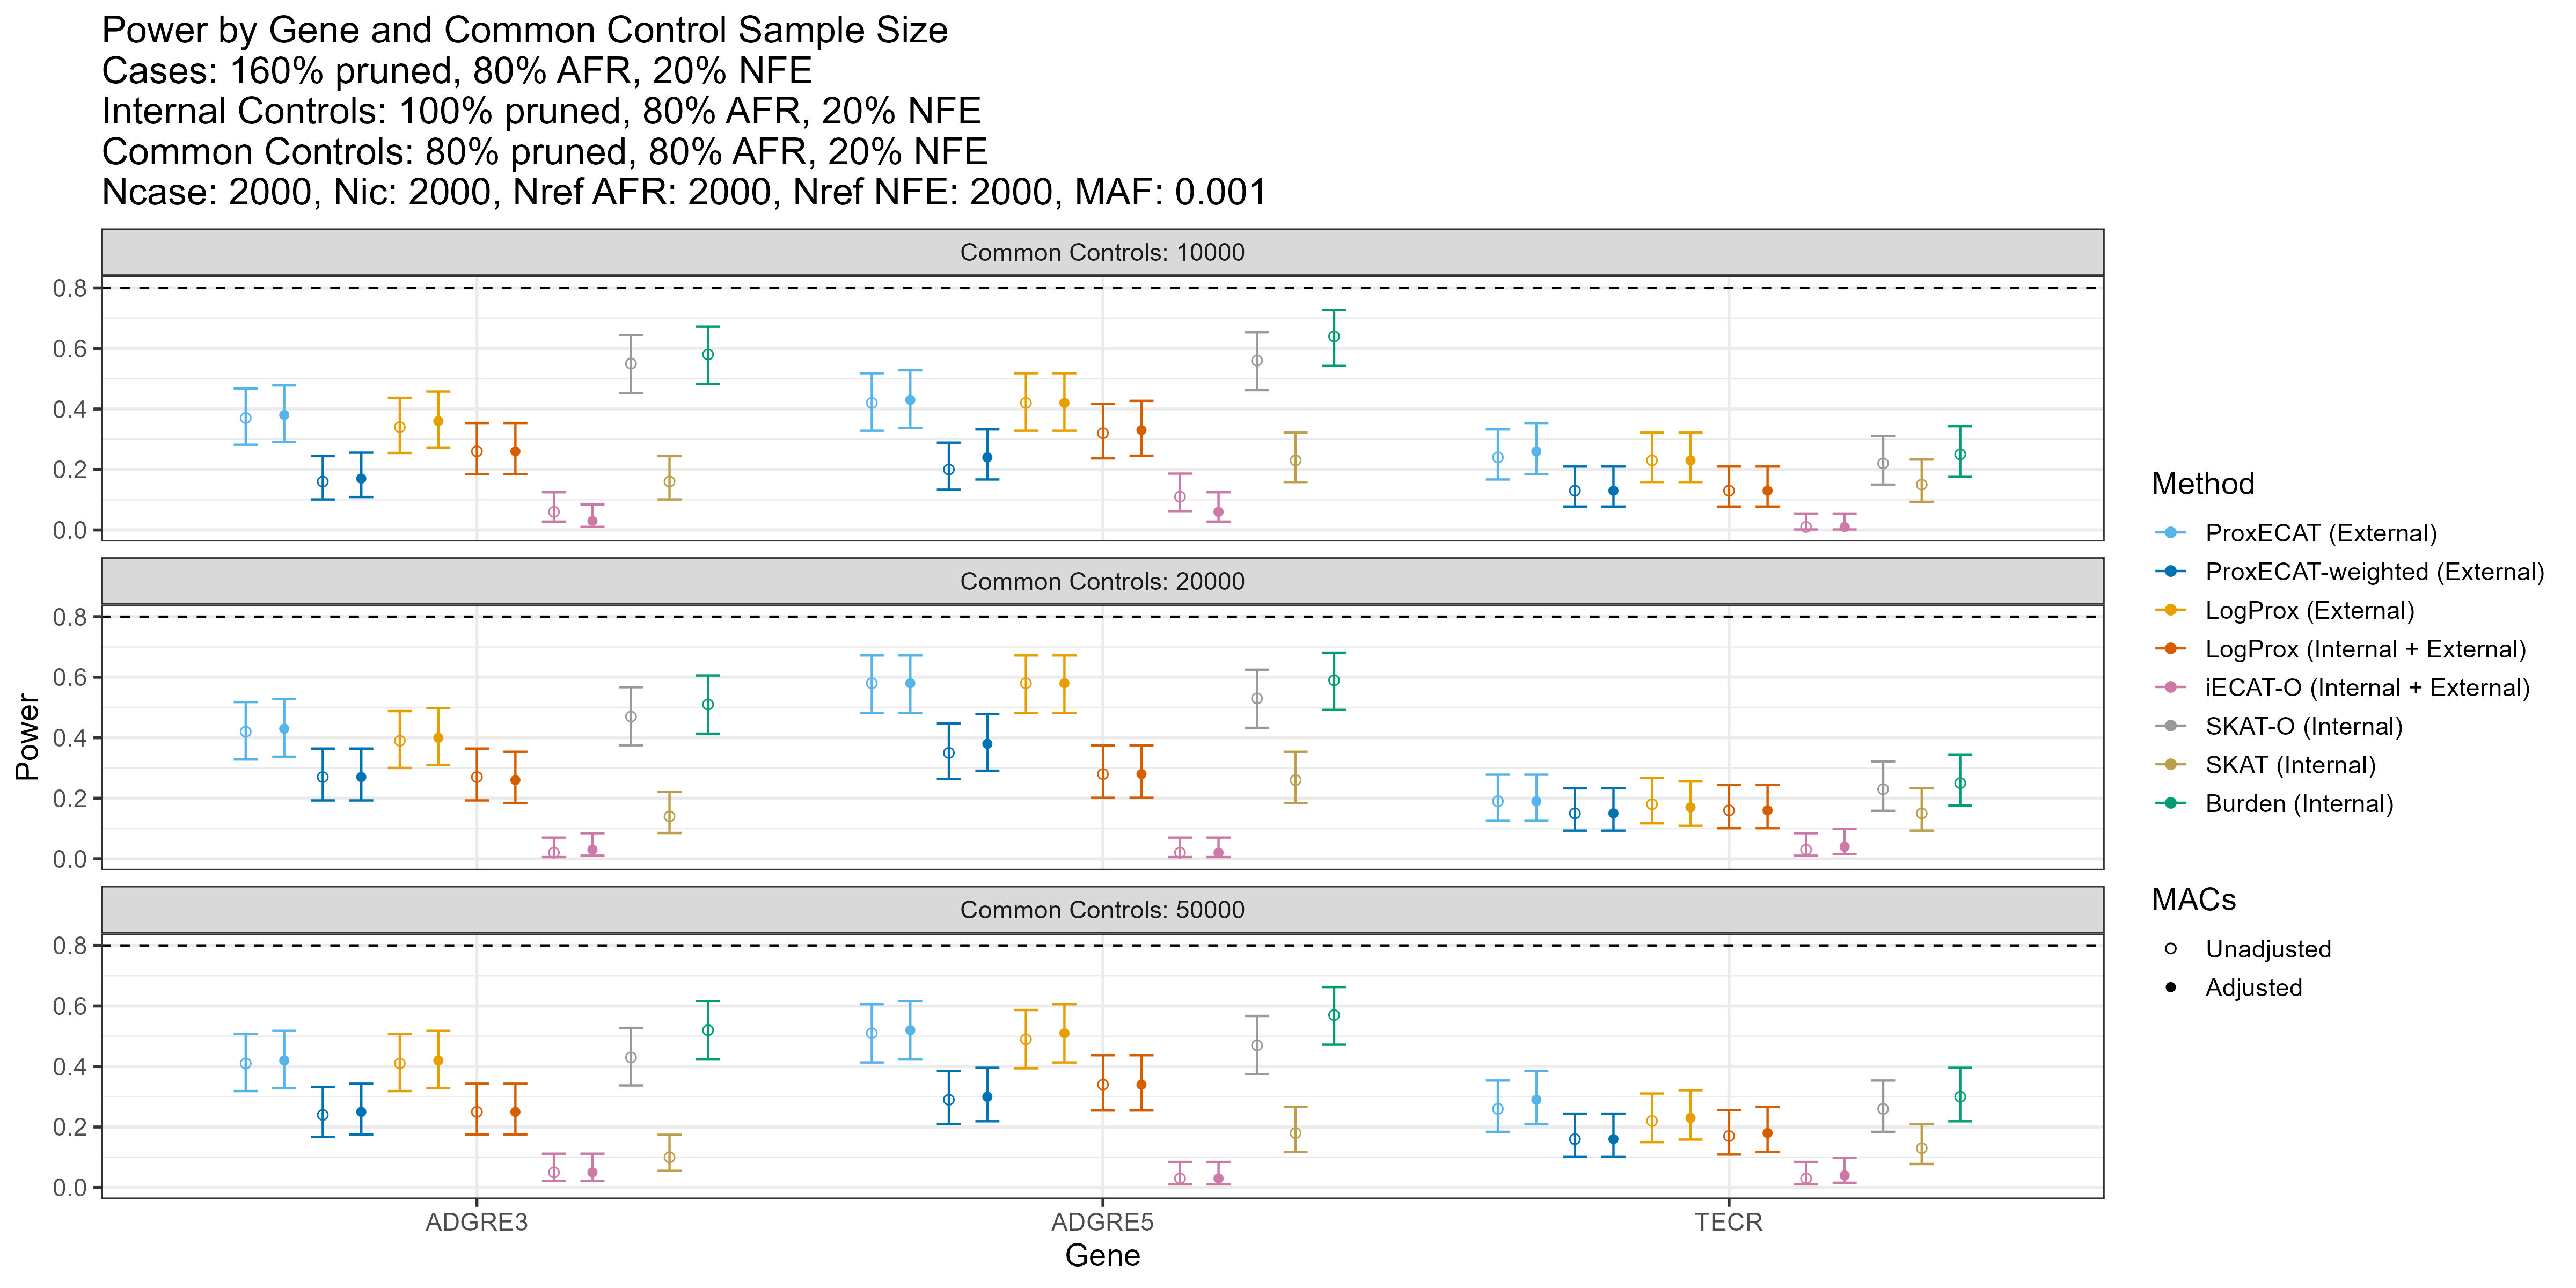 Power by Gene and Common Control Sample Size
Cases: 160% pruned, 80% AFR, 20% NFE
Internal Controls: 100% pruned, 80% AFR, 20% NFE
Common Controls: 80% pruned, 80% AFR, 20% NFE
Ncase: 2000, Nic: 2000, Nref AFR: 2000, Nref NFE: 2000, MAF: 0.001
Common Controls: 10000
0.8
0.6
0.4
0.2
0.0
Common Controls: 20000
0.8
0.6
0.4
0.2
0.0
Common Controls: 50000
0.8
0.6
0.4
0.2
0.0
Power
ADGRE3
ADGRE5
TECR
Gene
Method
ProxECAT (External)
ProxECAT-weighted (External)
LogProx (External)
LogProx (Internal + External)
iECAT-O (Internal + External)
SKAT-O (Internal)
SKAT (Internal)
Burden (Internal)
MACs
Unadjusted
Adjusted